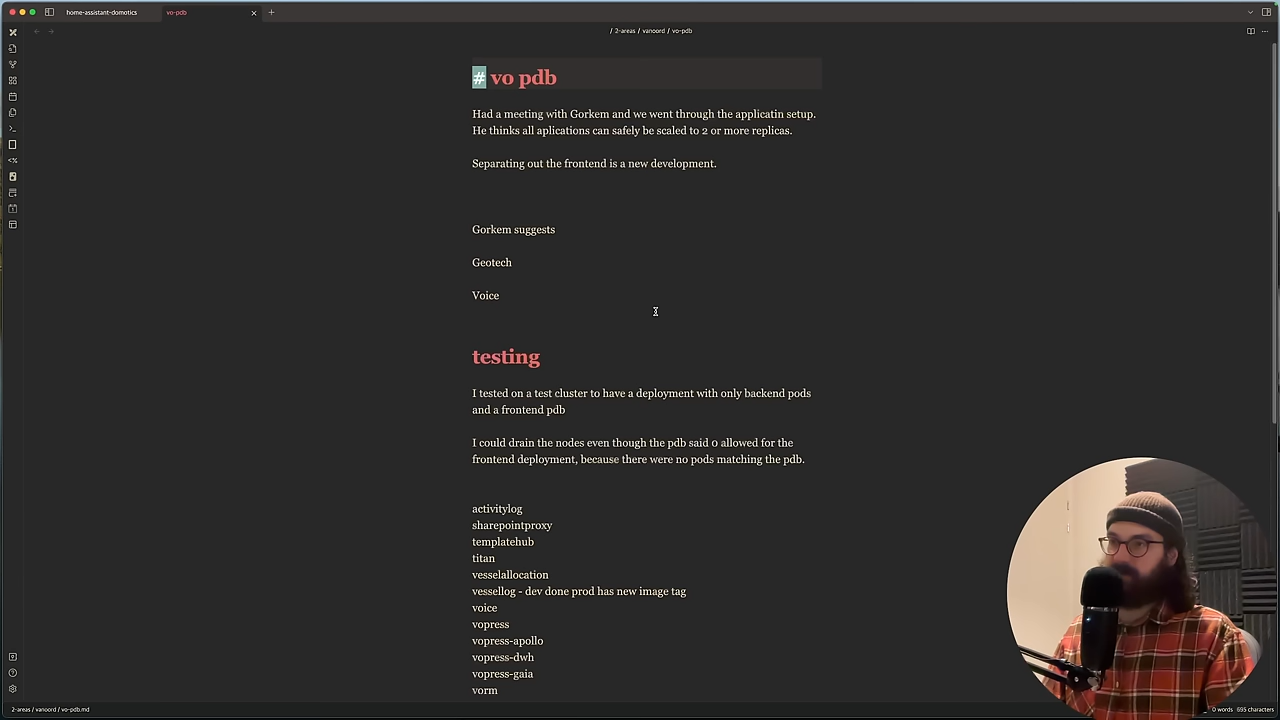 home-assistant-domotics
vo-pdb
/ 2-areas / vanoord / vo-pdb
# vo pdb
Had a meeting with Gorkem and we went through the applicatin setup.
He thinks all aplications can safely be scaled to 2 or more replicas.
Separating out the frontend is a new development.
Gorkem suggests
Geotech
Voice
testing
I tested on a test cluster to have a deployment with only backend pods
and a frontend pdb
I could drain the nodes even though the pdb said 0 allowed for the
frontend deployment, because there were no pods matching the pdb.
activitylog
sharepointproxy
templatehub
titan
vesselallocation
vessellog - dev done prod has new image tag
voice
vopress
vopress-apollo
vopress-dwh
vopress-gaia
vorm
2-areas / vanoord / vo-pdb.md
0 words 695 characters